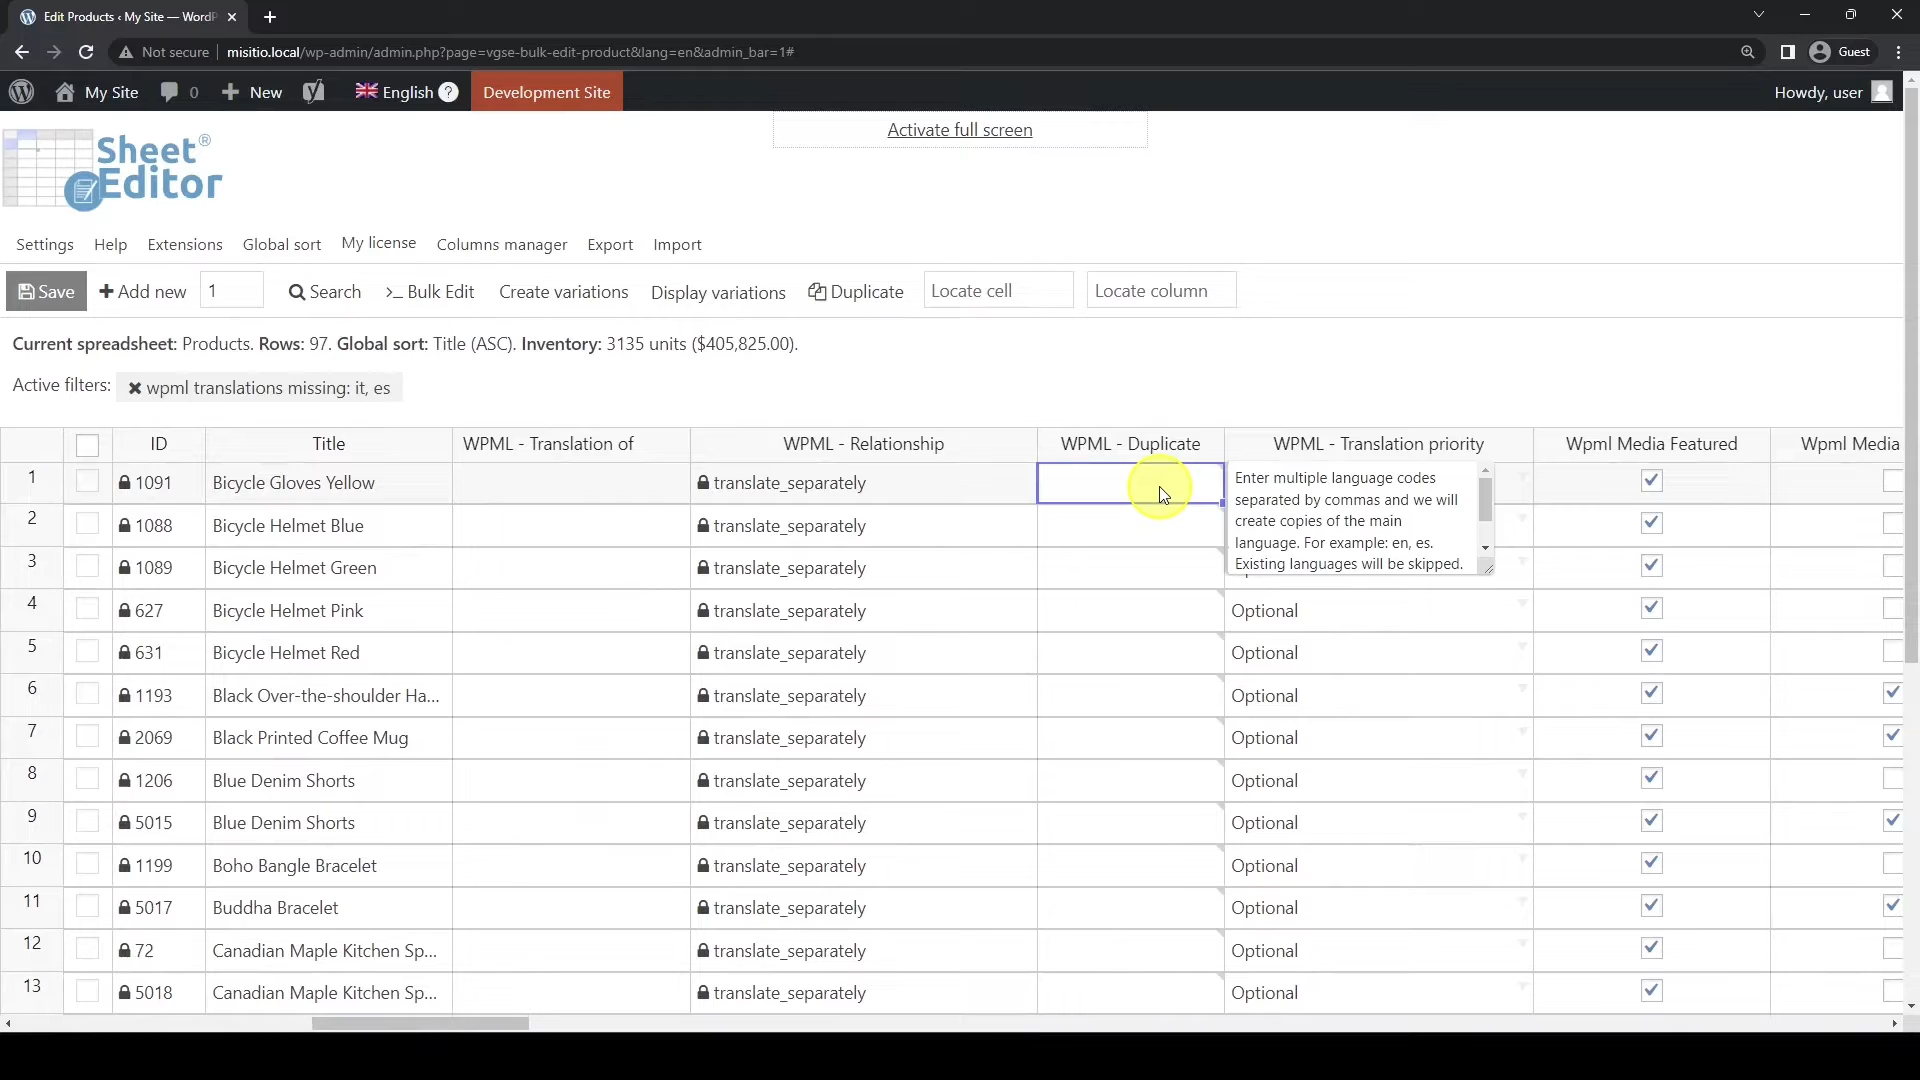 Edit Products ‹ My Site — WordP
Not secure misitio.local/wp-admin/admin.php?page=vgse-bulk-edit-product&lang=en&admin_bar=1# Guest
My Site 0 New English ? Development Site Howdy, user
Activate full screen
Sheet®
Editor
Settings Help Extensions Global sort My license Columns manager Export Import
Save Add new 1 Search >_ Bulk Edit Create variations Display variations Duplicate Locate cell Locate column
Current spreadsheet: Products. Rows: 97. Global sort: Title (ASC). Inventory: 3135 units ($405,825.00).
Active filters: wpml translations missing: it, es
ID Title WPML - Translation of WPML - Relationship WPML - Duplicate WPML - Translation priority Wpml Media Featured Wpml Media
1 1091 Bicycle Gloves Yellow translate_separately
Enter multiple language codes
separated by commas and we will
create copies of the main
language. For example: en, es.
Existing languages will be skipped.
2 1088 Bicycle Helmet Blue translate_separately
3 1089 Bicycle Helmet Green translate_separately
4 627 Bicycle Helmet Pink translate_separately Optional
5 631 Bicycle Helmet Red translate_separately Optional
6 1193 Black Over-the-shoulder Ha... translate_separately Optional
7 2069 Black Printed Coffee Mug translate_separately Optional
8 1206 Blue Denim Shorts translate_separately Optional
9 5015 Blue Denim Shorts translate_separately Optional
10 1199 Boho Bangle Bracelet translate_separately Optional
11 5017 Buddha Bracelet translate_separately Optional
12 72 Canadian Maple Kitchen Sp... translate_separately Optional
13 5018 Canadian Maple Kitchen Sp... translate_separately Optional